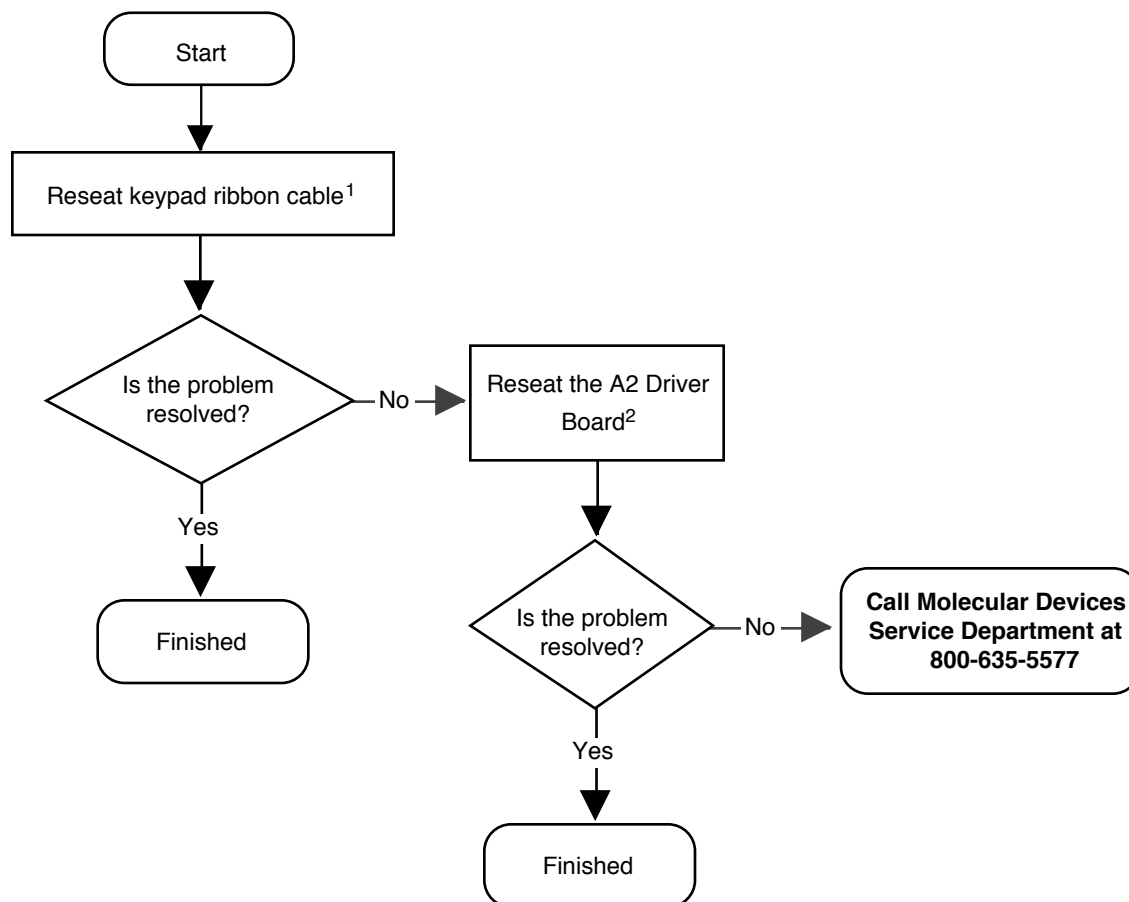 Start
Reseat keypad ribbon cable¹
Is the problem
resolved?
No
Yes
Finished
Reseat the A2 Driver
Board²
Is the problem
resolved?
No
Yes
Finished
Call Molecular Devices
Service Department at
800-635-5577